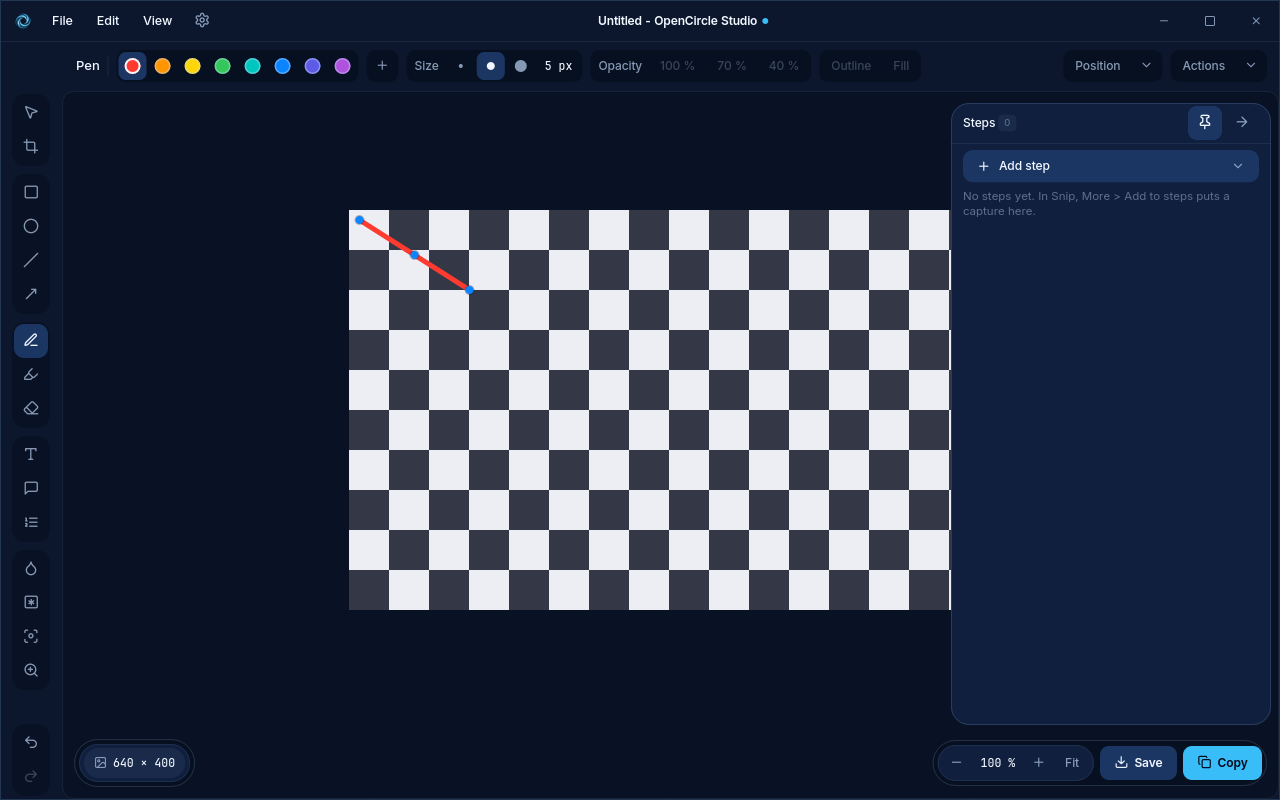 File Edit View Untitled - OpenCircle Studio
Pen Size 5 px Opacity 100 % 70 % 40 % Outline Fill Position Actions
Steps 0
Add step
No steps yet. In Snip, More > Add to steps puts a
capture here.
640 × 400 100 % Fit Save Copy